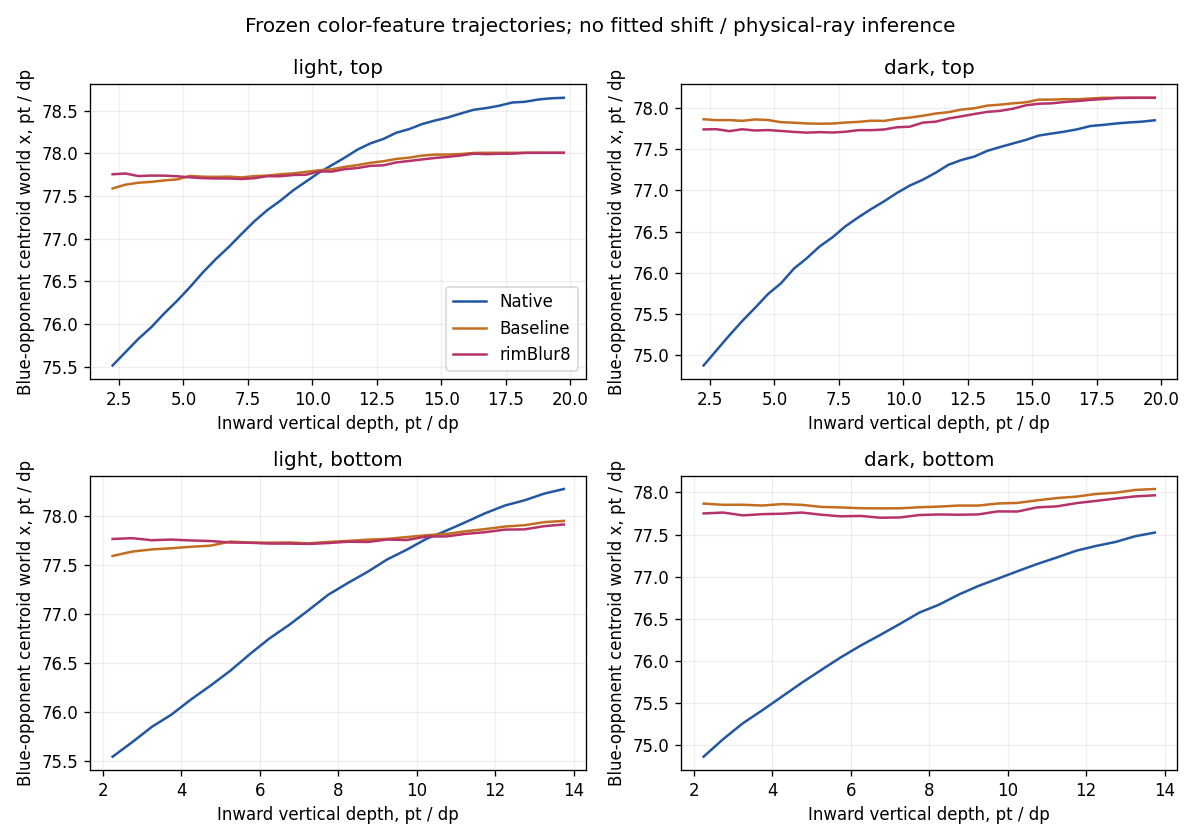 Frozen color-feature trajectories; no fitted shift / physical-ray inference
light, top
Blue-opponent centroid world x, pt / dp
78.5
78.0
77.5
77.0
76.5
76.0
75.5
Native
Baseline
rimBlur8
2.5 5.0 7.5 10.0 12.5 15.0 17.5 20.0
Inward vertical depth, pt / dp
dark, top
Blue-opponent centroid world x, pt / dp
78.0
77.5
77.0
76.5
76.0
75.5
75.0
2.5 5.0 7.5 10.0 12.5 15.0 17.5 20.0
Inward vertical depth, pt / dp
light, bottom
Blue-opponent centroid world x, pt / dp
78.0
77.5
77.0
76.5
76.0
75.5
2 4 6 8 10 12 14
Inward vertical depth, pt / dp
dark, bottom
Blue-opponent centroid world x, pt / dp
78.0
77.5
77.0
76.5
76.0
75.5
75.0
2 4 6 8 10 12 14
Inward vertical depth, pt / dp